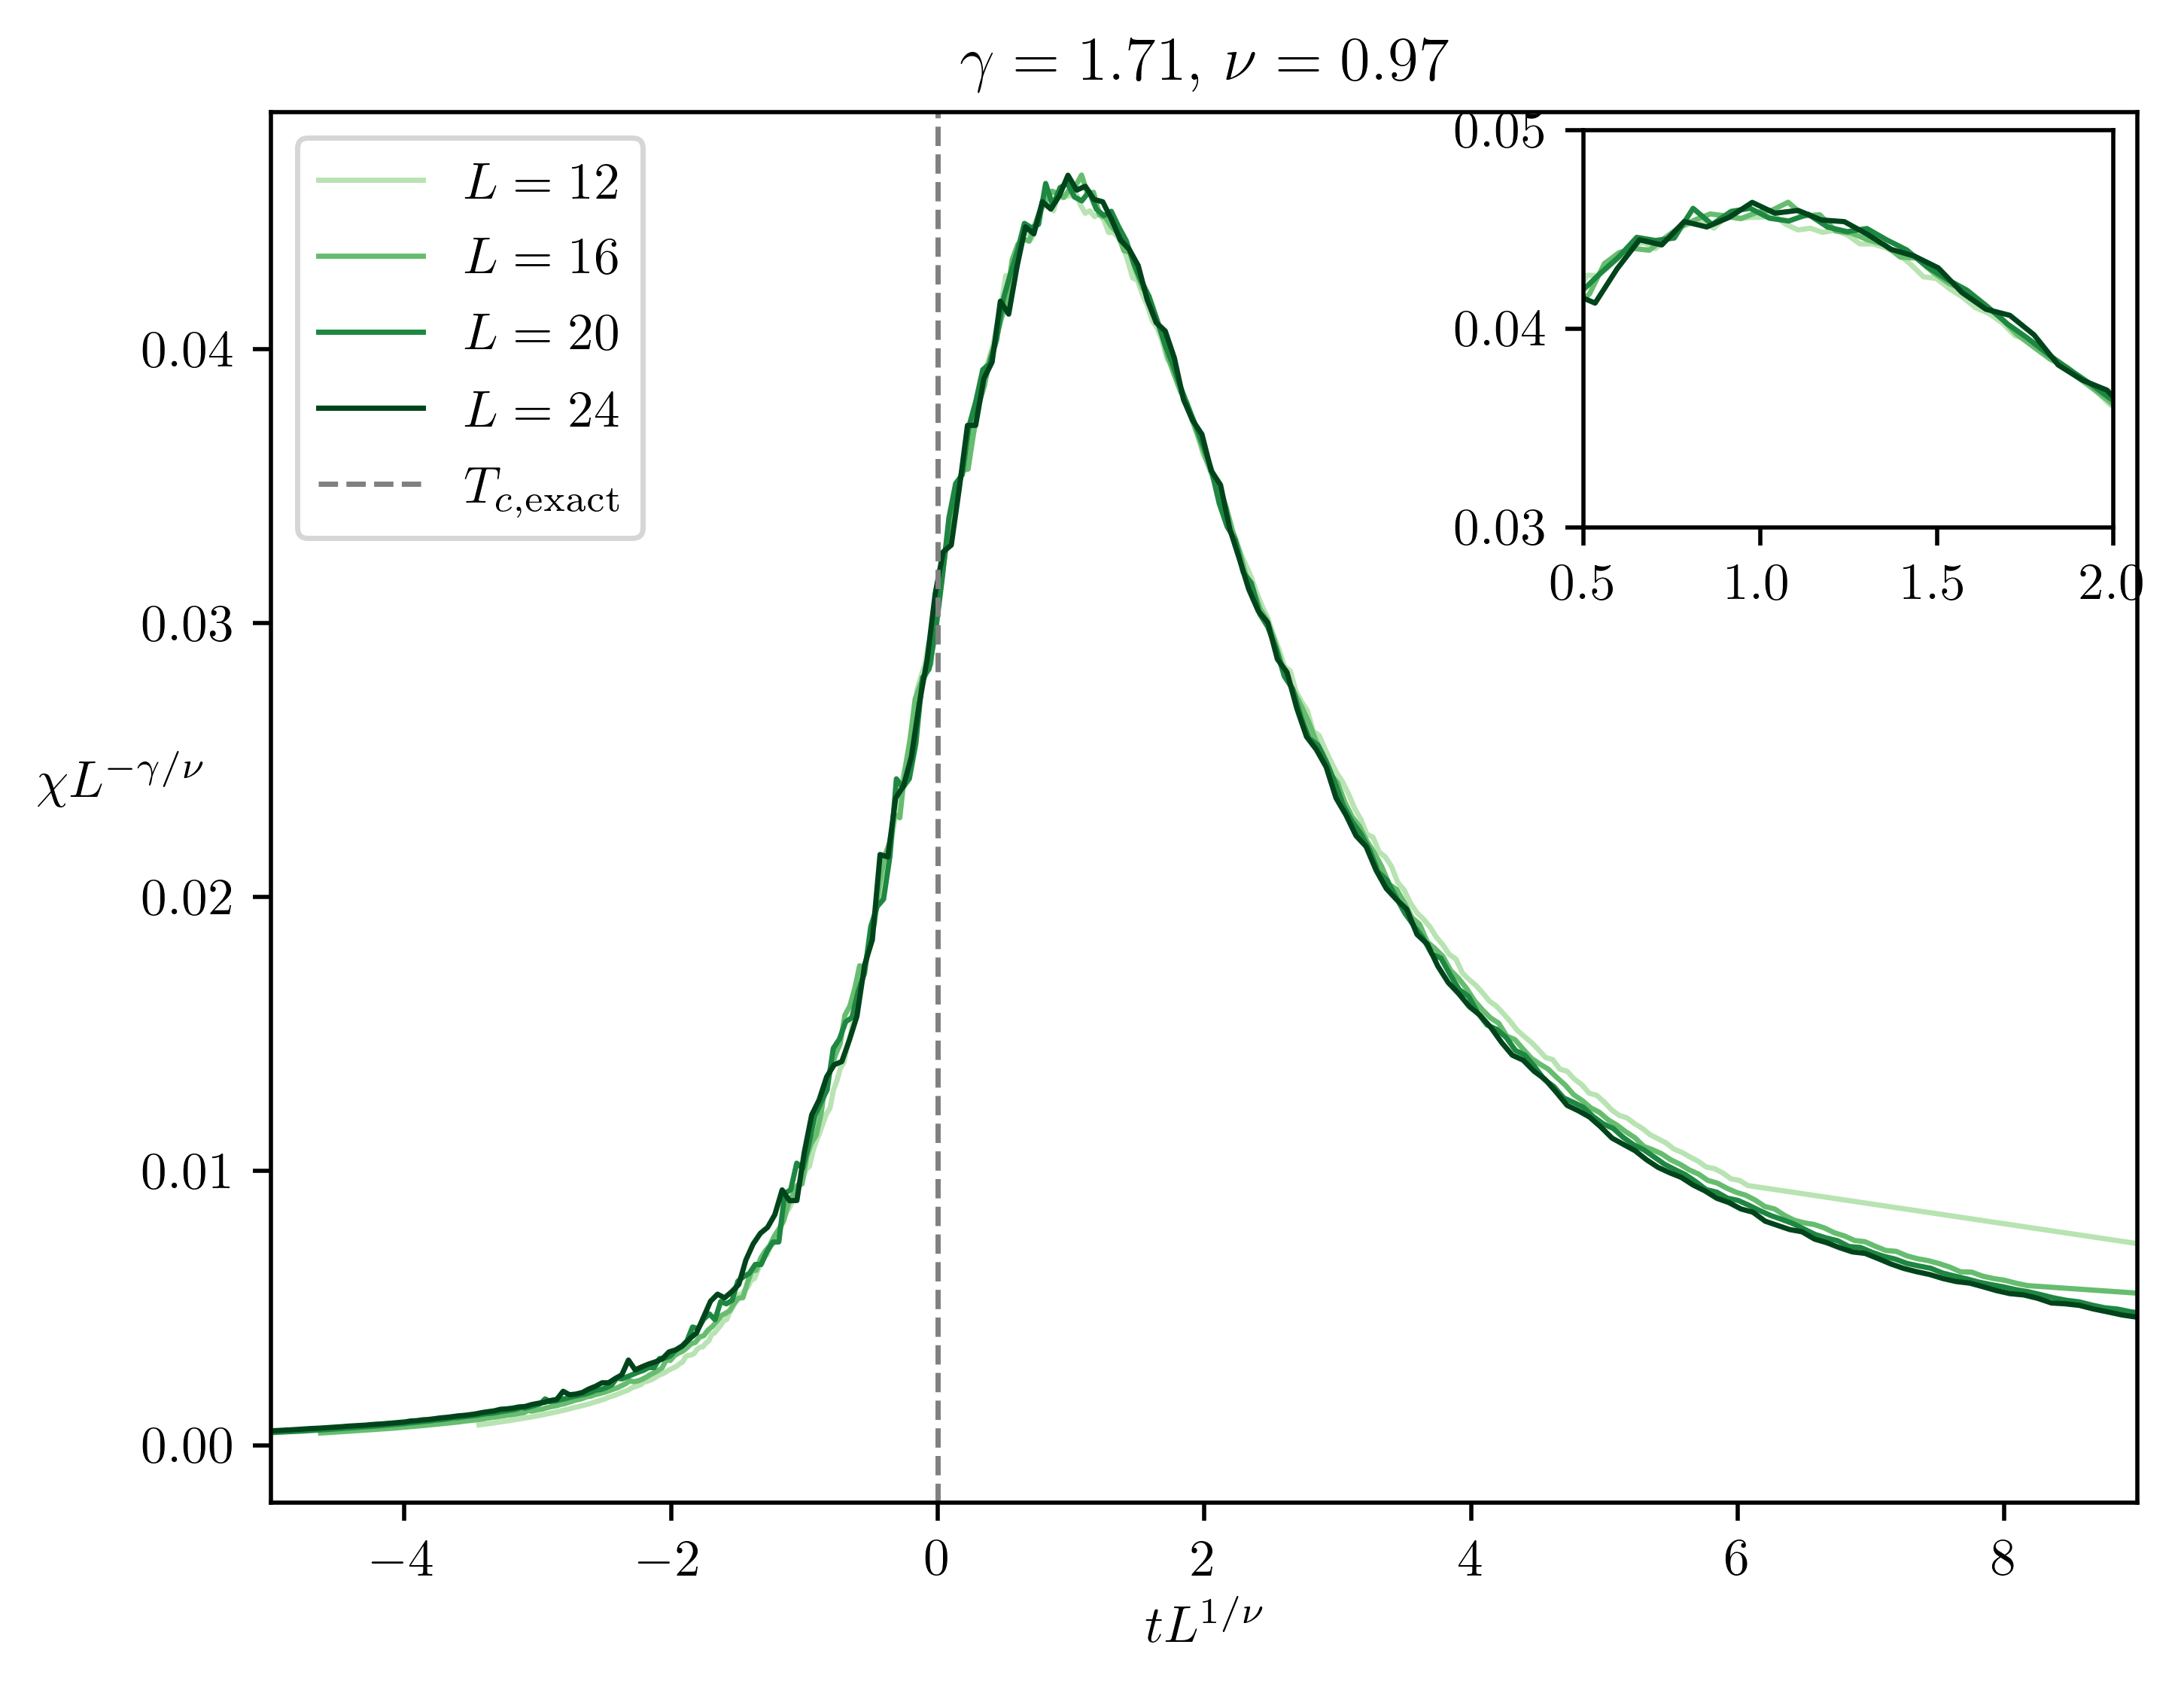 γ = 1.71, ν = 0.97
L = 12
L = 16
L = 20
L = 24
T_{c,exact}
0.05
0.04
0.03
0.5 1.0 1.5 2.0
0.04
0.03
0.02
0.01
0.00
χL^{−γ/ν}
−4 −2 0 2 4 6 8
tL^{1/ν}